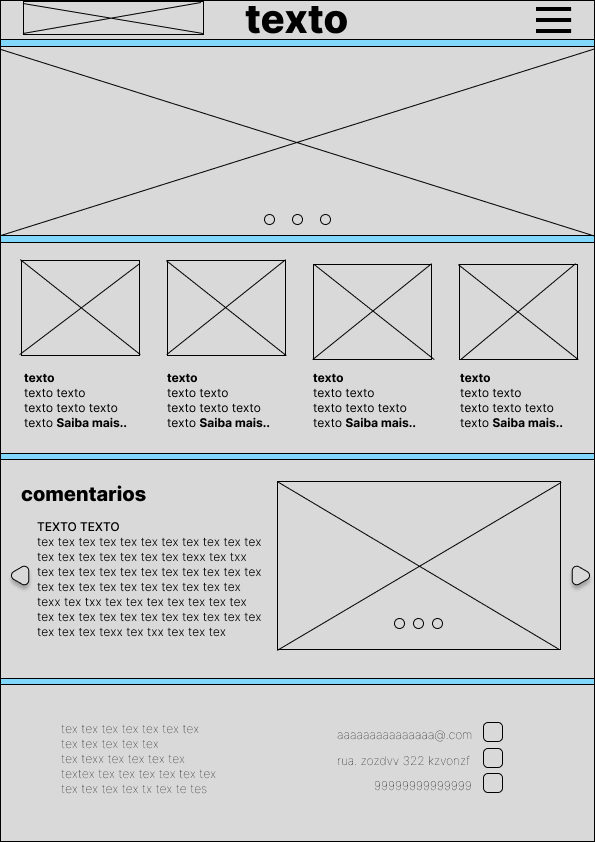 texto
texto
texto texto
texto texto texto
texto Saiba mais..
texto
texto texto
texto texto texto
texto Saiba mais..
texto
texto texto
texto texto texto
texto Saiba mais..
texto
texto texto
texto texto texto
texto Saiba mais..
comentarios
TEXTO TEXTO
tex tex tex tex tex tex tex tex tex tex
tex tex tex tex tex tex texx tex txx
tex tex tex tex tex tex tex tex tex tex
tex tex tex tex tex tex tex tex tex
texx tex txx tex tex tex tex tex tex
tex tex tex tex tex tex tex tex tex tex
tex tex tex texx tex txx tex tex tex
tex tex tex tex tex tex tex
tex tex tex tex tex
tex texx tex tex tex tex
textex tex tex tex tex tex tex
tex tex tex tex tx tex te tes
aaaaaaaaaaaaaaa@.com
rua. zozdvv 322 kzvonzf
99999999999999